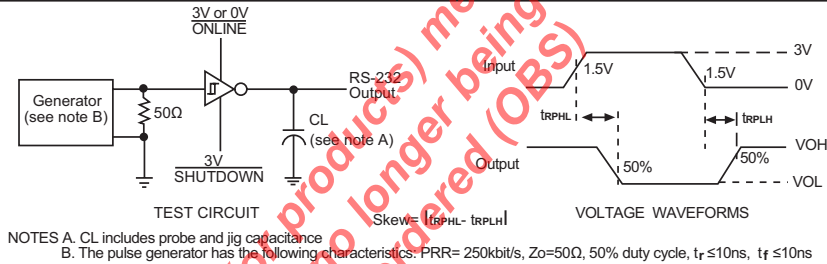 3V or 0V
ONLINE
Generator
(see note B)
50Ω
RS-232
Output
CL
(see note A)
3V
SHUTDOWN
TEST CIRCUIT
Skew= |tRPHL- tRPLH|
Input
1.5V
1.5V
3V
0V
tRPHL
tRPLH
Output
50%
50%
VOH
VOL
VOLTAGE WAVEFORMS
NOTES A. CL includes probe and jig capacitance
B. The pulse generator has the following characteristics: PRR= 250kbit/s, Zo=50Ω, 50% duty cycle, tr ≤10ns, tf ≤10ns
or products) me
no longer being
ordered (OBS)